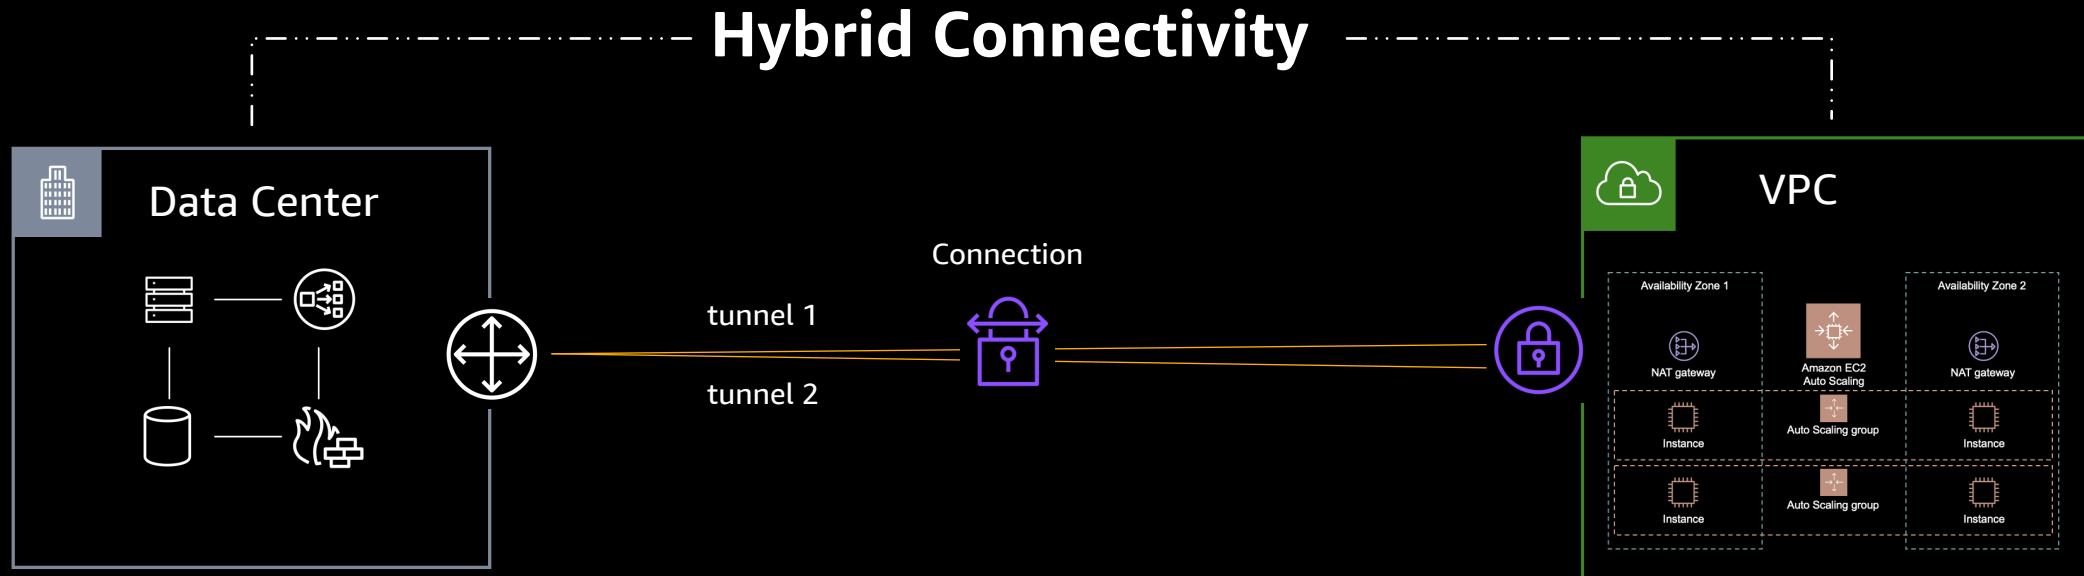 Hybrid Connectivity
Data Center
VPC
Connection
tunnel 1
tunnel 2
Availability Zone 1
Availability Zone 2
NAT gateway
Amazon EC2
Auto Scaling
NAT gateway
Instance
Auto Scaling group
Instance
Instance
Auto Scaling group
Instance